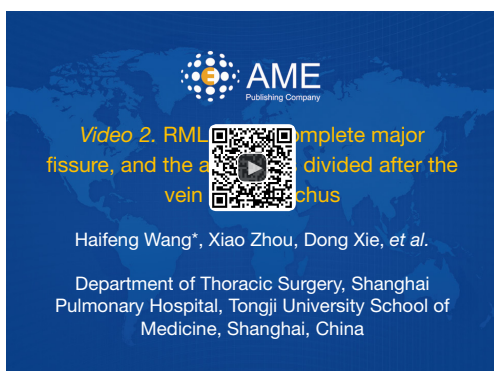 AME
Publishing Company
Video 2. RML omplete major
fissure, and the a divided after the
vein chus
Haifeng Wang*, Xiao Zhou, Dong Xie, et al.
Department of Thoracic Surgery, Shanghai
Pulmonary Hospital, Tongji University School of
Medicine, Shanghai, China